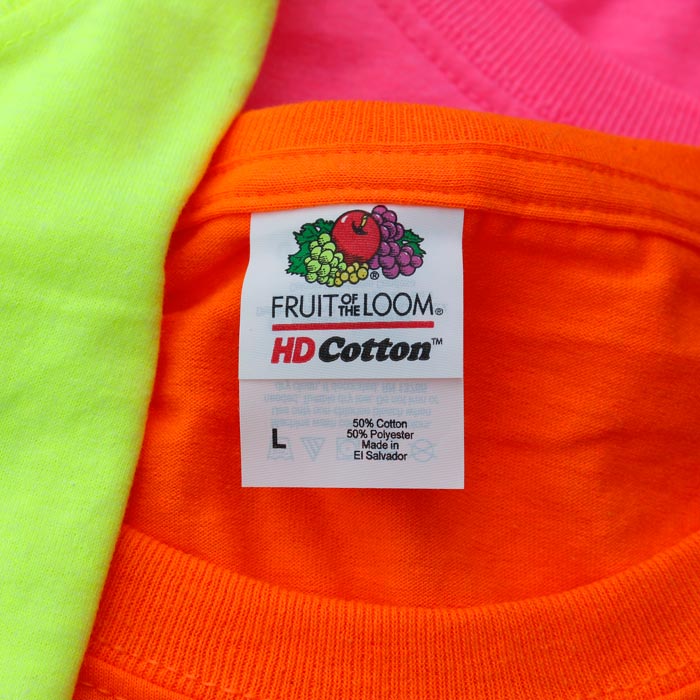 ®
FRUIT OF THE LOOM®
HD Cotton™
L
50% Cotton
50% Polyester
Made in
El Salvador